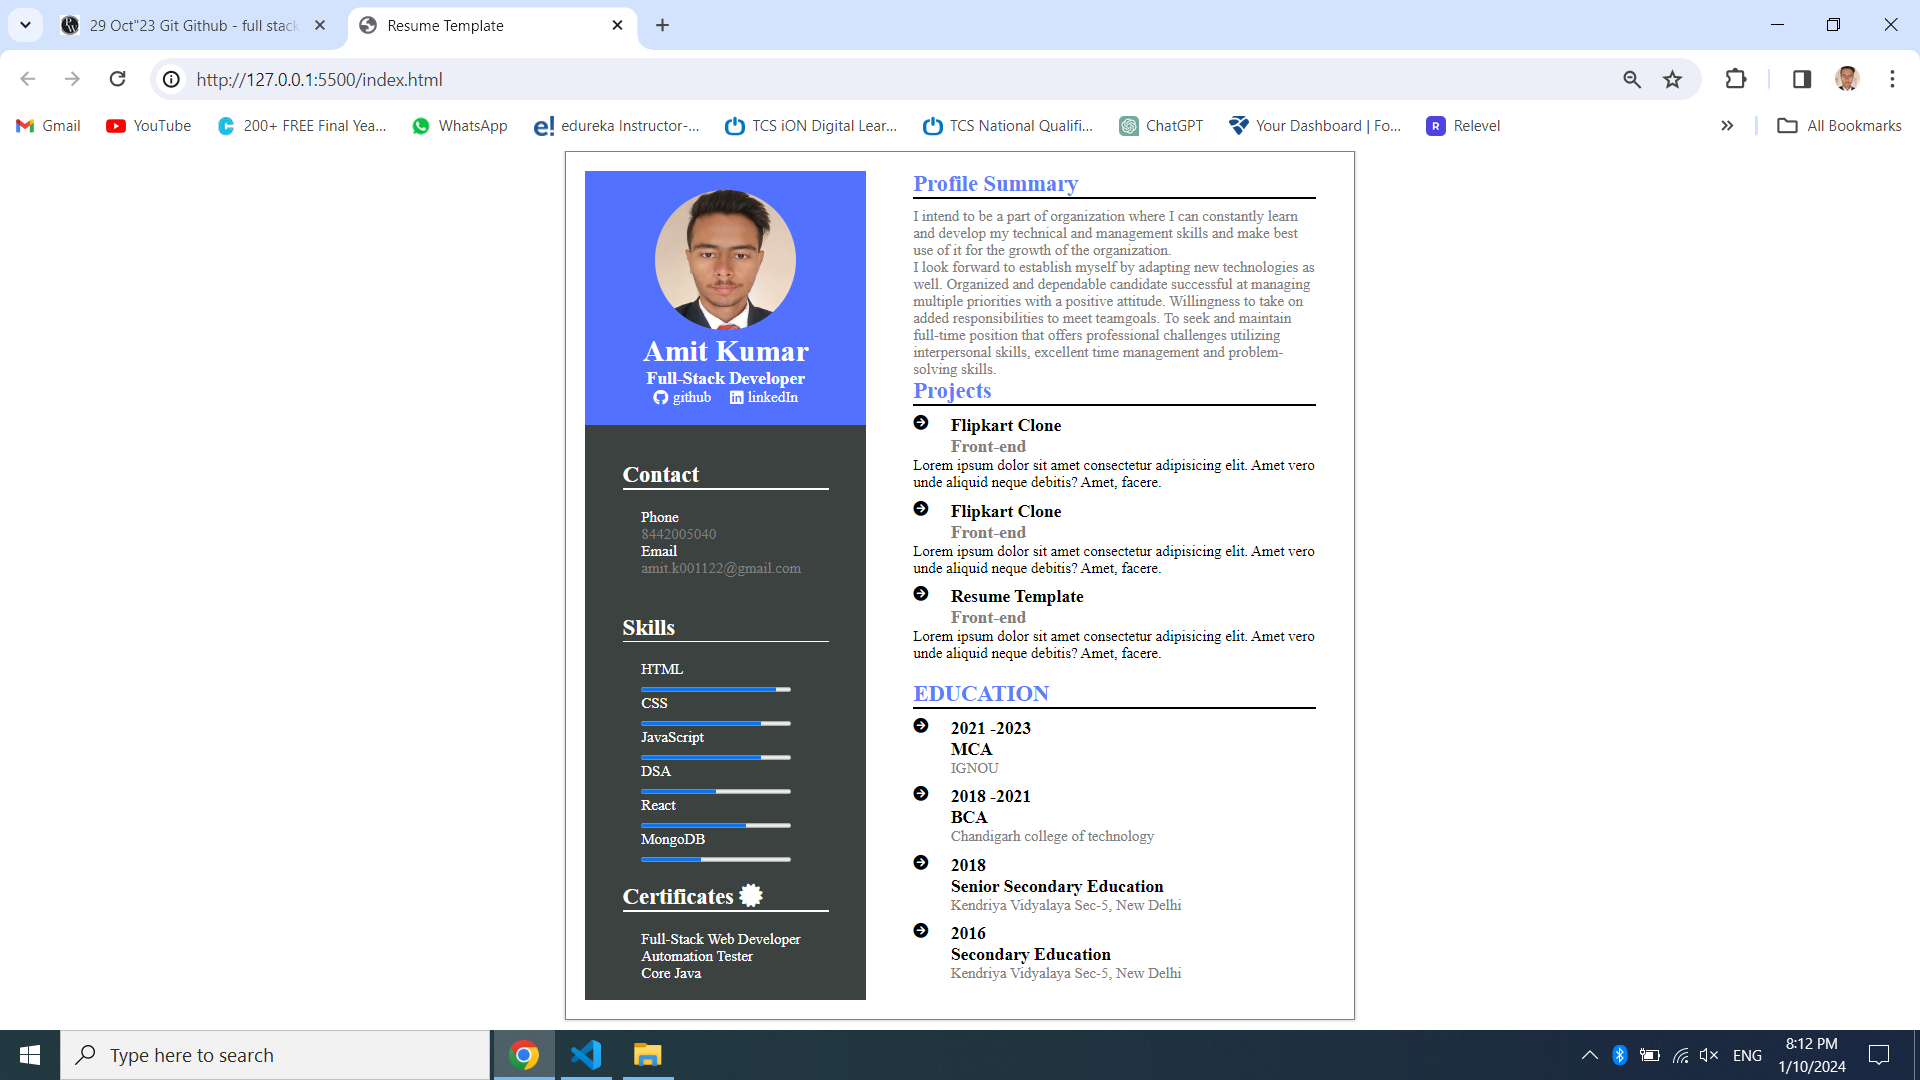 29 Oct"23 Git Github - full stack
Resume Template
http://127.0.0.1:5500/index.html
Gmail
YouTube
200+ FREE Final Yea...
WhatsApp
e! edureka Instructor-...
TCS iON Digital Lear...
TCS National Qualifi...
ChatGPT
Your Dashboard | Fo...
R Relevel
All Bookmarks
Amit Kumar
Full-Stack Developer
github linkedIn
Contact
Phone
8442005040
Email
amit.k001122@gmail.com
Skills
HTML
CSS
JavaScript
DSA
React
MongoDB
Certificates
Full-Stack Web Developer
Automation Tester
Core Java
Profile Summary
I intend to be a part of organization where I can constantly learn
and develop my technical and management skills and make best
use of it for the growth of the organization.
I look forward to establish myself by adapting new technologies as
well. Organized and dependable candidate successful at managing
multiple priorities with a positive attitude. Willingness to take on
added responsibilities to meet teamgoals. To seek and maintain
full-time position that offers professional challenges utilizing
interpersonal skills, excellent time management and problem-
solving skills.
Projects
Flipkart Clone
Front-end
Lorem ipsum dolor sit amet consectetur adipisicing elit. Amet vero
unde aliquid neque debitis? Amet, facere.
Flipkart Clone
Front-end
Lorem ipsum dolor sit amet consectetur adipisicing elit. Amet vero
unde aliquid neque debitis? Amet, facere.
Resume Template
Front-end
Lorem ipsum dolor sit amet consectetur adipisicing elit. Amet vero
unde aliquid neque debitis? Amet, facere.
EDUCATION
2021 -2023
MCA
IGNOU
2018 -2021
BCA
Chandigarh college of technology
2018
Senior Secondary Education
Kendriya Vidyalaya Sec-5, New Delhi
2016
Secondary Education
Kendriya Vidyalaya Sec-5, New Delhi
Type here to search
ENG
8:12 PM
1/10/2024